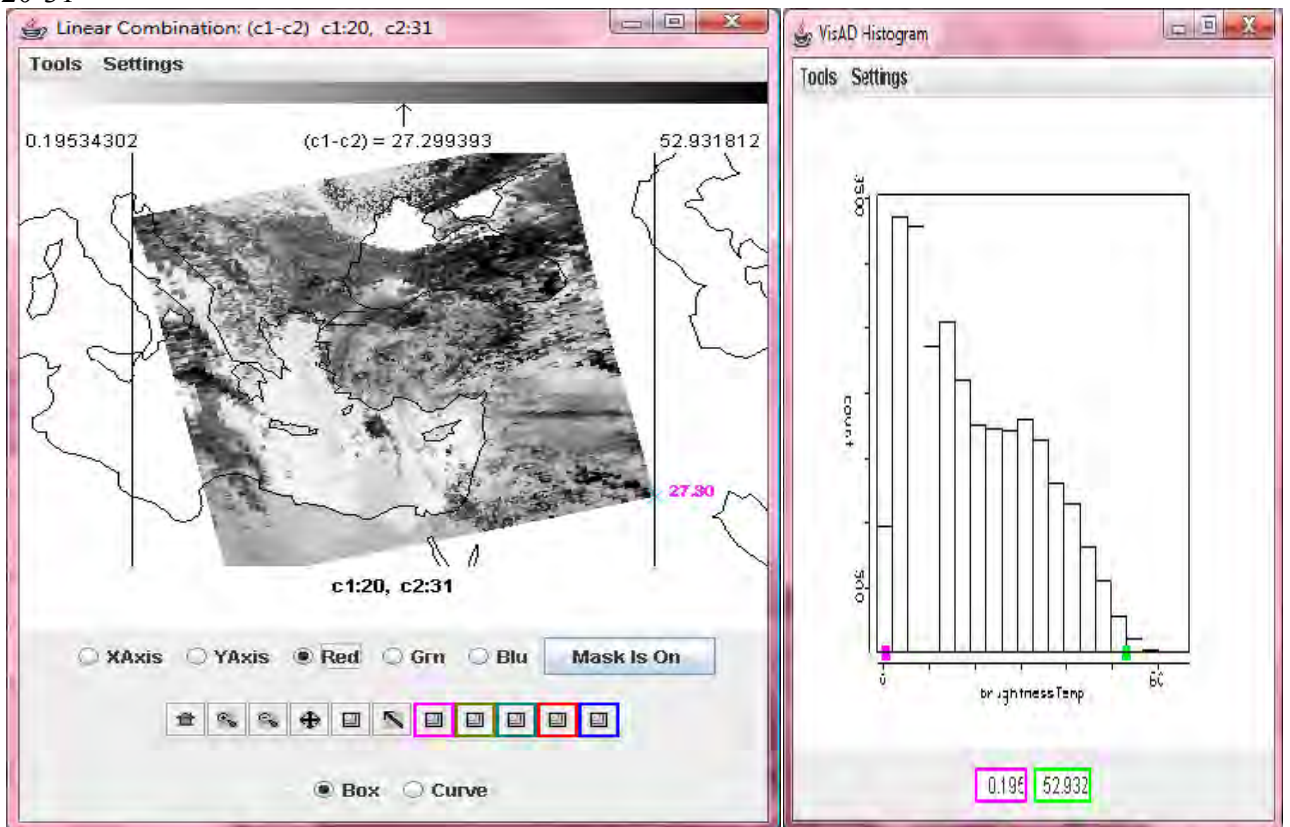 20-31
Linear Combination: (c1-c2) c1:20, c2:31
Tools Settings
0.19534302 (c1-c2) = 27.299393 52.931812
27.30
c1:20, c2:31
XAxis YAxis Red Grn Blu Mask Is On
Box Curve
VisAD Histogram
Tools Settings
count
0 60
brightnessTemp
0.195 52.932